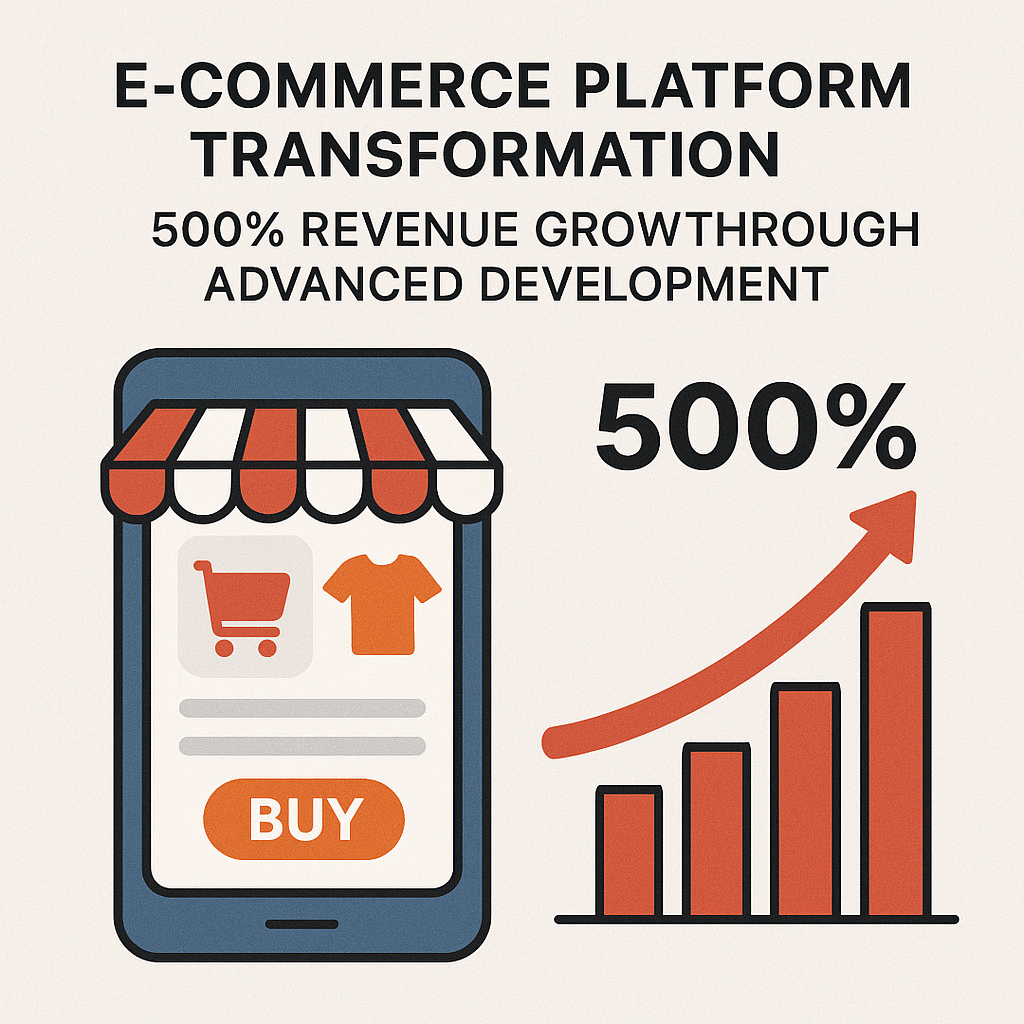 E-COMMERCE PLATFORM
TRANSFORMATION
500% REVENUE GROWTHROUGH
ADVANCED DEVELOPMENT
500%
BUY